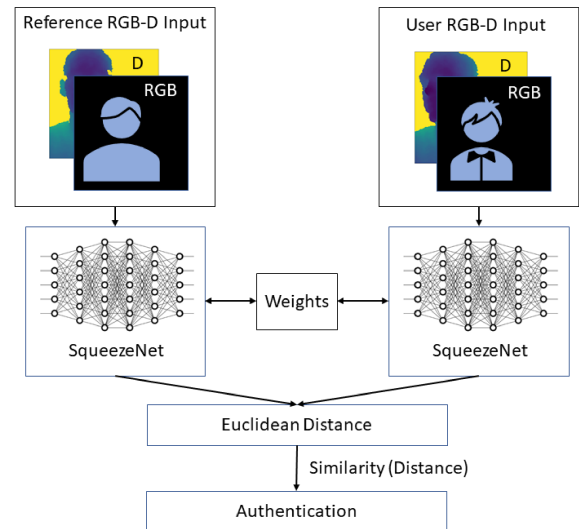 Reference RGB-D Input
D
RGB
User RGB-D Input
D
RGB
SqueezeNet
Weights
SqueezeNet
Euclidean Distance
Similarity (Distance)
Authentication